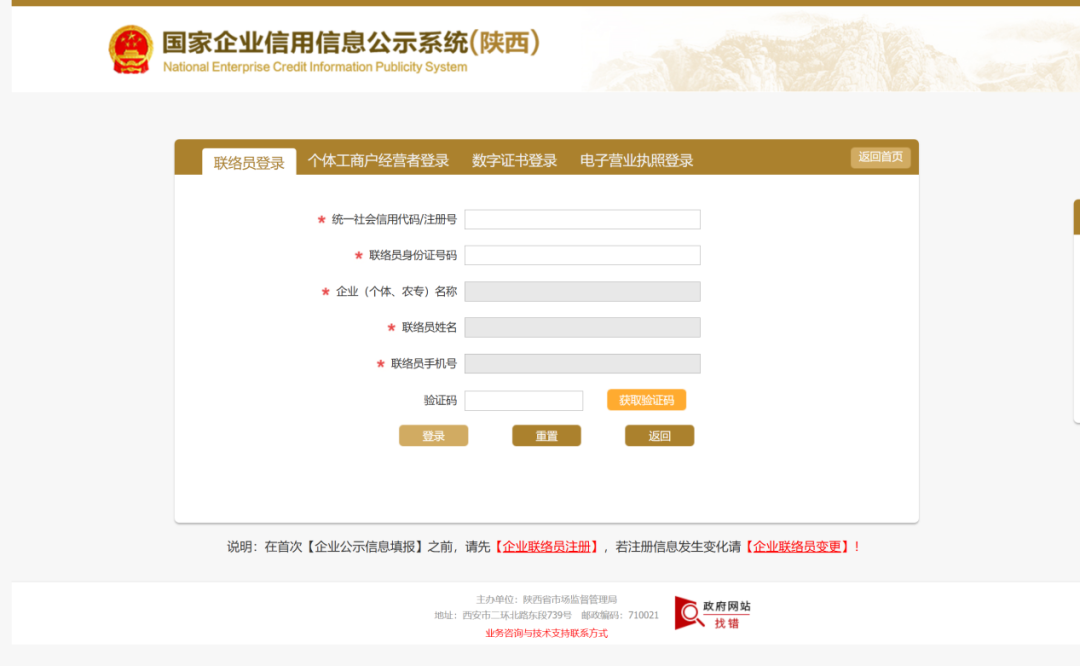 国家企业信用信息公示系统(陕西)
National Enterprise Credit Information Publicity System
联络员登录 个体工商户经营者登录 数字证书登录 电子营业执照登录 返回首页
* 统一社会信用代码/注册号
* 联络员身份证号码
* 企业（个体、农专）名称
* 联络员姓名
* 联络员手机号
验证码 获取验证码
登录 重置 返回
说明：在首次【企业公示信息填报】之前，请先【企业联络员注册】，若注册信息发生变化请【企业联络员变更】！
主办单位：陕西省市场监督管理局
地址：西安市二环北路东段739号 邮政编码：710021
业务咨询与技术支持联系方式
政府网站
找错